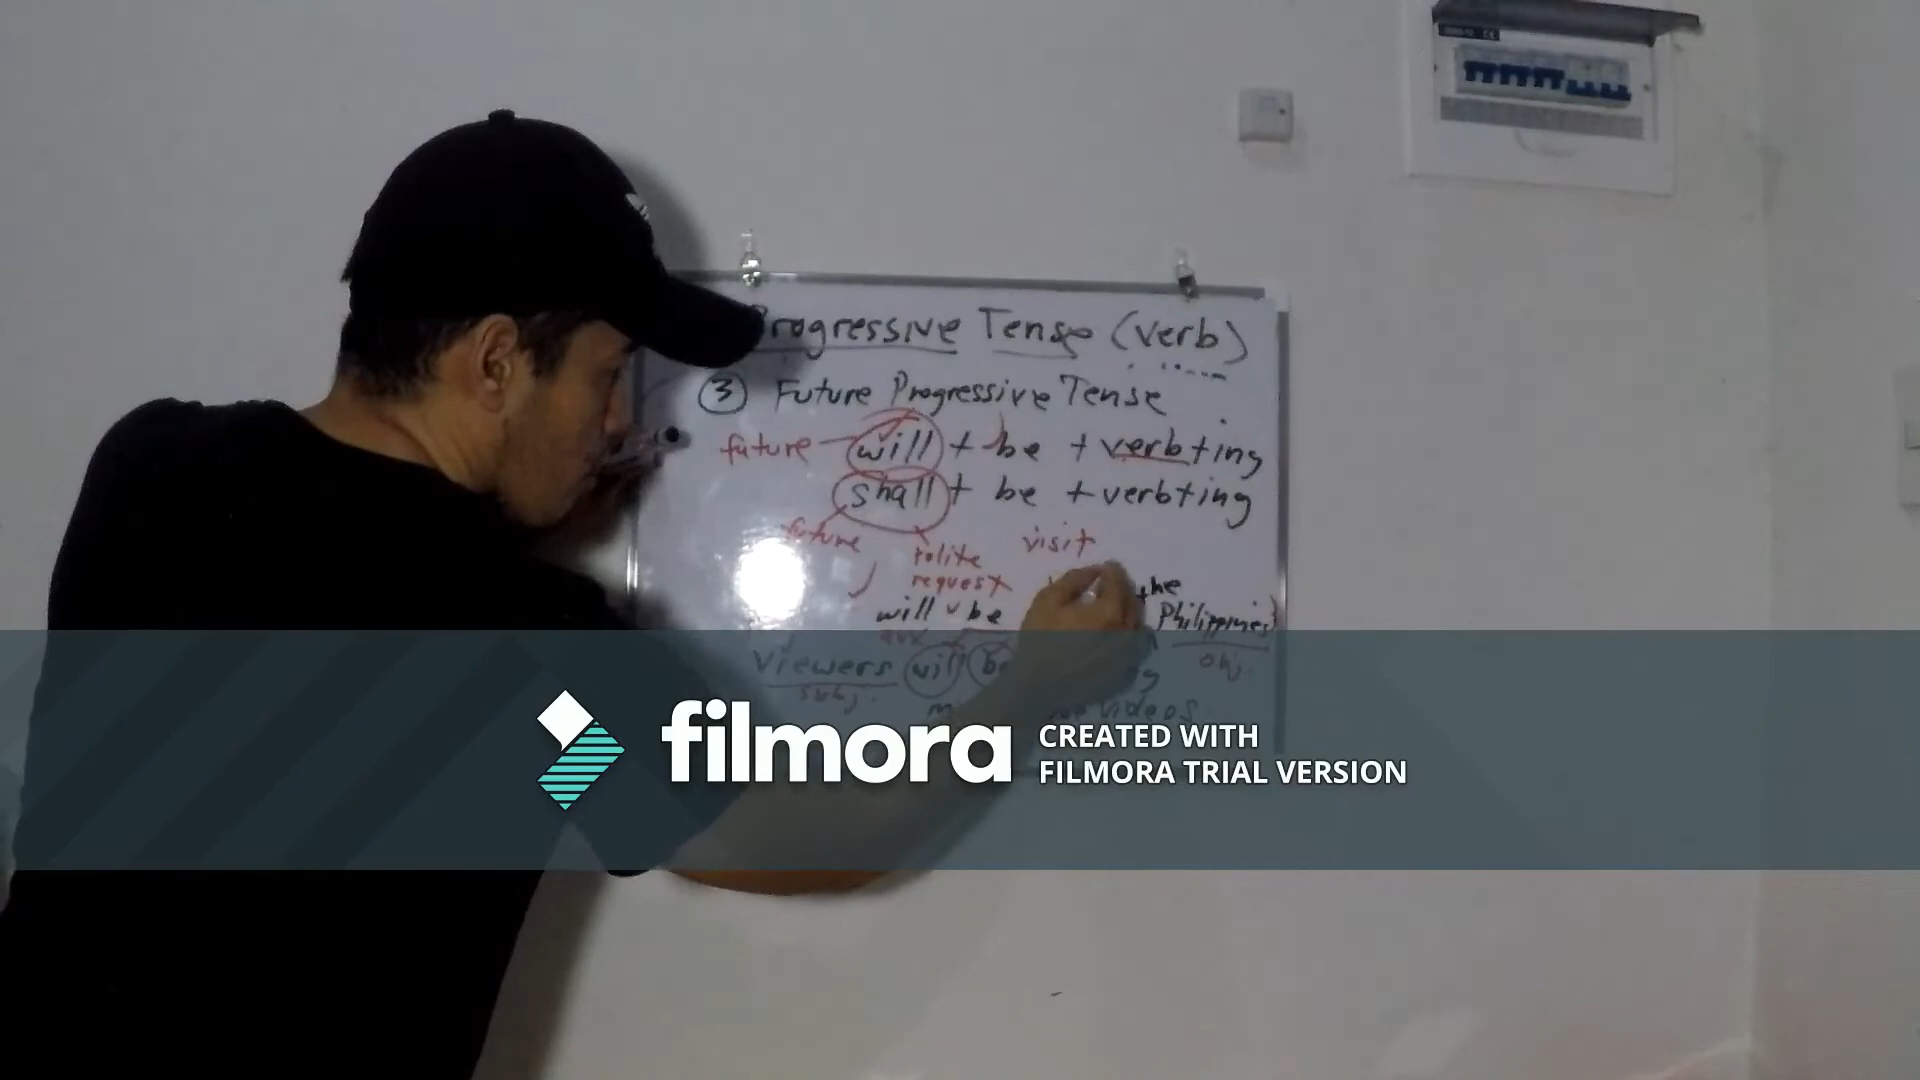 Progressive Tense (Verb)
3 Future Progressive Tense
future will + be + verb+ing
shall + be + verb+ing
future polite visit
request the
will be Philippines
aux
Viewers will be obj.
subj.
videos
filmora CREATED WITH
FILMORA TRIAL VERSION